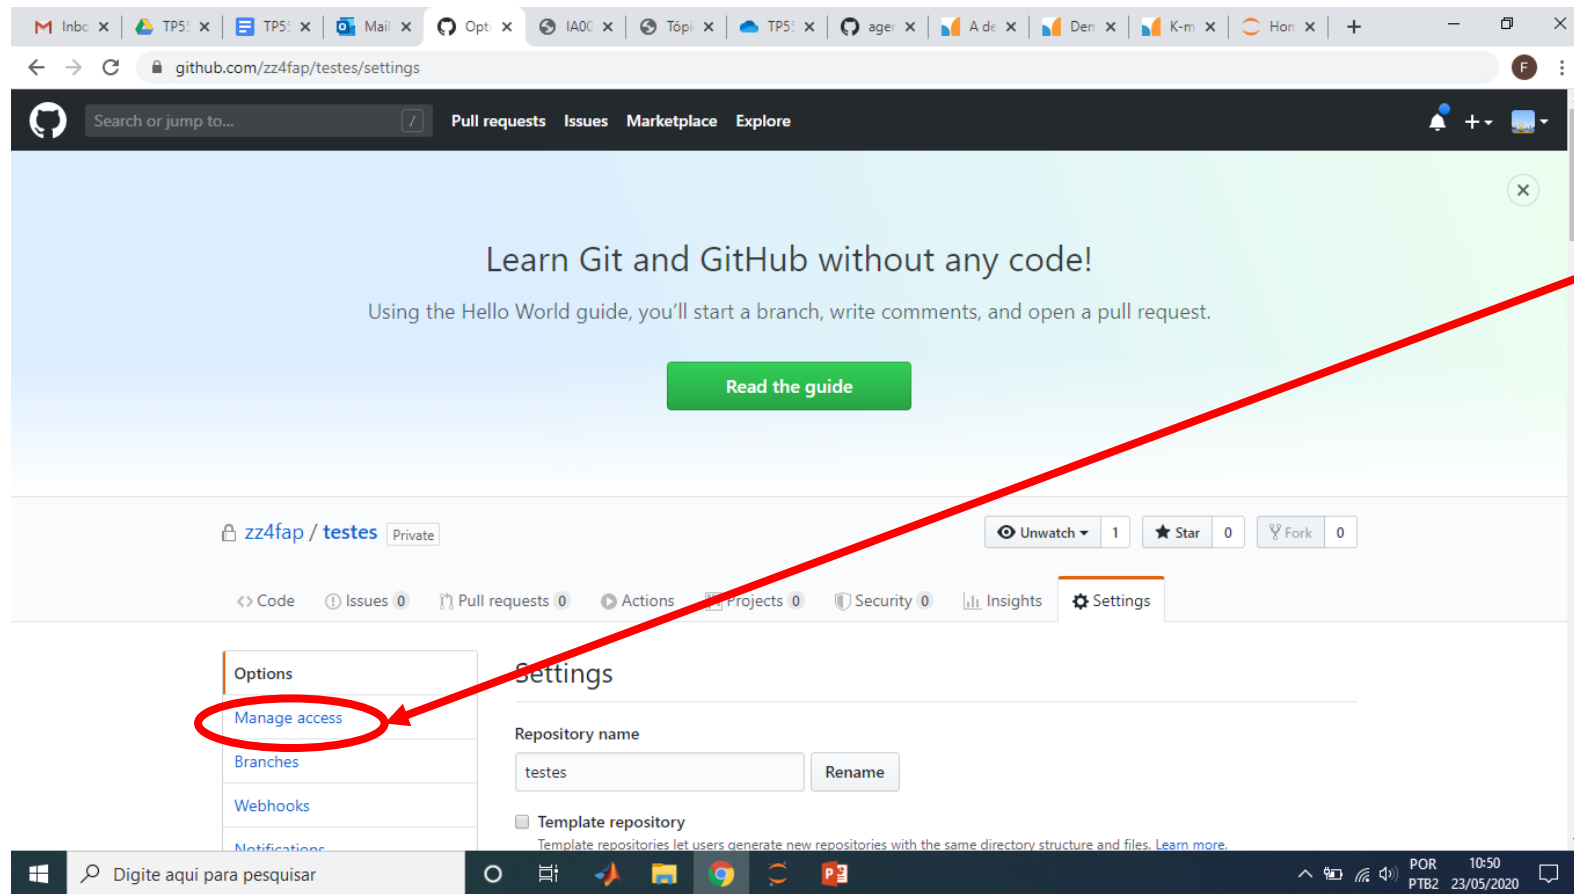 Inbo
TP5
TP5
Mail
Opti
IA00
Tópi
TP5
ager
A de
Den
K-m
Hon
github.com/zz4fap/testes/settings
F
Search or jump to...
/
Pull requests
Issues
Marketplace
Explore
Learn Git and GitHub without any code!
Using the Hello World guide, you'll start a branch, write comments, and open a pull request.
Read the guide
zz4fap / testes Private
Unwatch 1
Star 0
Fork 0
Code
Issues 0
Pull requests 0
Actions
Projects 0
Security 0
Insights
Settings
Options
Settings
Manage access
Repository name
Branches
testes
Rename
Webhooks
Template repository
Notifications
Template repositories let users generate new repositories with the same directory structure and files. Learn more.
Digite aqui para pesquisar
POR
PTB2
10:50
23/05/2020